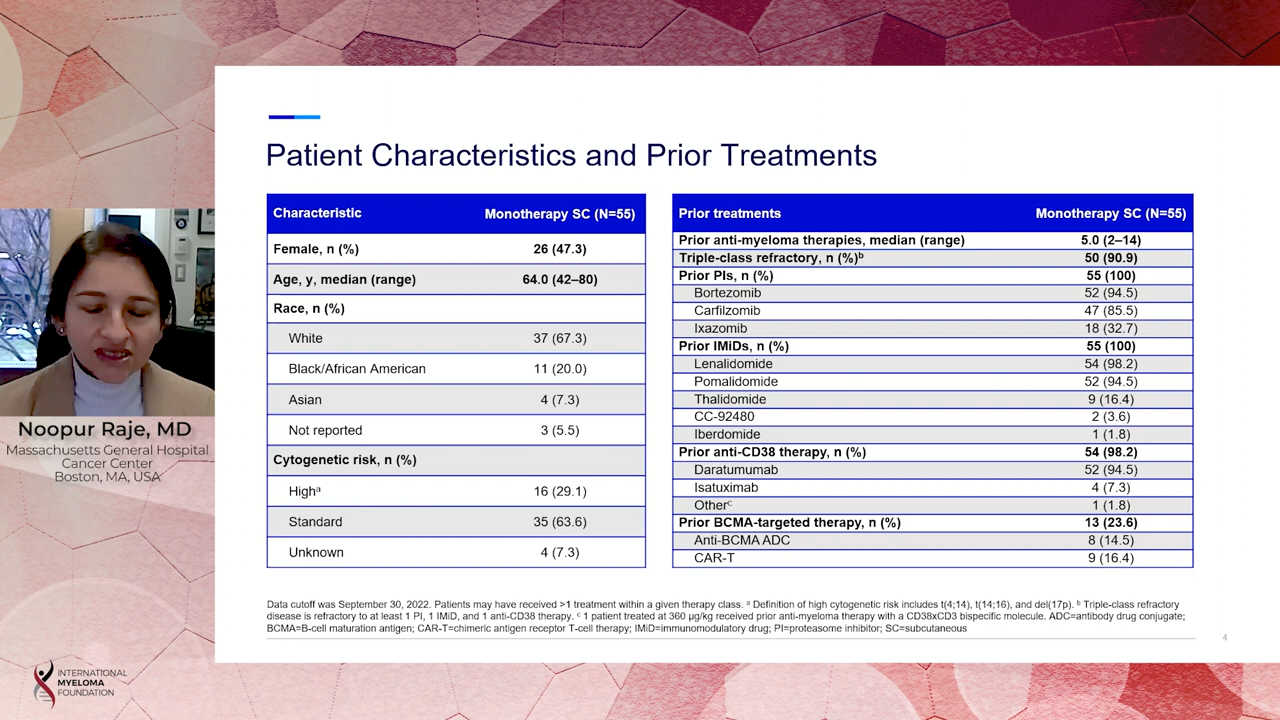 Patient Characteristics and Prior Treatments
Characteristic Monotherapy SC (N=55)
Female, n (%) 26 (47.3)
Age, y, median (range) 64.0 (42–80)
Race, n (%)
White 37 (67.3)
Black/African American 11 (20.0)
Asian 4 (7.3)
Not reported 3 (5.5)
Cytogenetic risk, n (%)
Highᵃ 16 (29.1)
Standard 35 (63.6)
Unknown 4 (7.3)
Prior treatments Monotherapy SC (N=55)
Prior anti-myeloma therapies, median (range) 5.0 (2–14)
Triple-class refractory, n (%)ᵇ 50 (90.9)
Prior PIs, n (%) 55 (100)
Bortezomib 52 (94.5)
Carfilzomib 47 (85.5)
Ixazomib 18 (32.7)
Prior IMiDs, n (%) 55 (100)
Lenalidomide 54 (98.2)
Pomalidomide 52 (94.5)
Thalidomide 9 (16.4)
CC-92480 2 (3.6)
Iberdomide 1 (1.8)
Prior anti-CD38 therapy, n (%) 54 (98.2)
Daratumumab 52 (94.5)
Isatuximab 4 (7.3)
Otherᶜ 1 (1.8)
Prior BCMA-targeted therapy, n (%) 13 (23.6)
Anti-BCMA ADC 8 (14.5)
CAR-T 9 (16.4)
Data cutoff was September 30, 2022. Patients may have received >1 treatment within a given therapy class. ᵃ Definition of high cytogenetic risk includes t(4;14), t(14;16), and del(17p). ᵇ Triple-class refractory
disease is refractory to at least 1 PI, 1 IMiD, and 1 anti-CD38 therapy. ᶜ 1 patient treated at 360 µg/kg received prior anti-myeloma therapy with a CD38xCD3 bispecific molecule. ADC=antibody drug conjugate;
BCMA=B-cell maturation antigen; CAR-T=chimeric antigen receptor T-cell therapy; IMiD=immunomodulatory drug; PI=proteasome inhibitor; SC=subcutaneous
4
Noopur Raje, MD
Massachusetts General Hospital
Cancer Center
Boston, MA, USA
INTERNATIONAL
MYELOMA
FOUNDATION